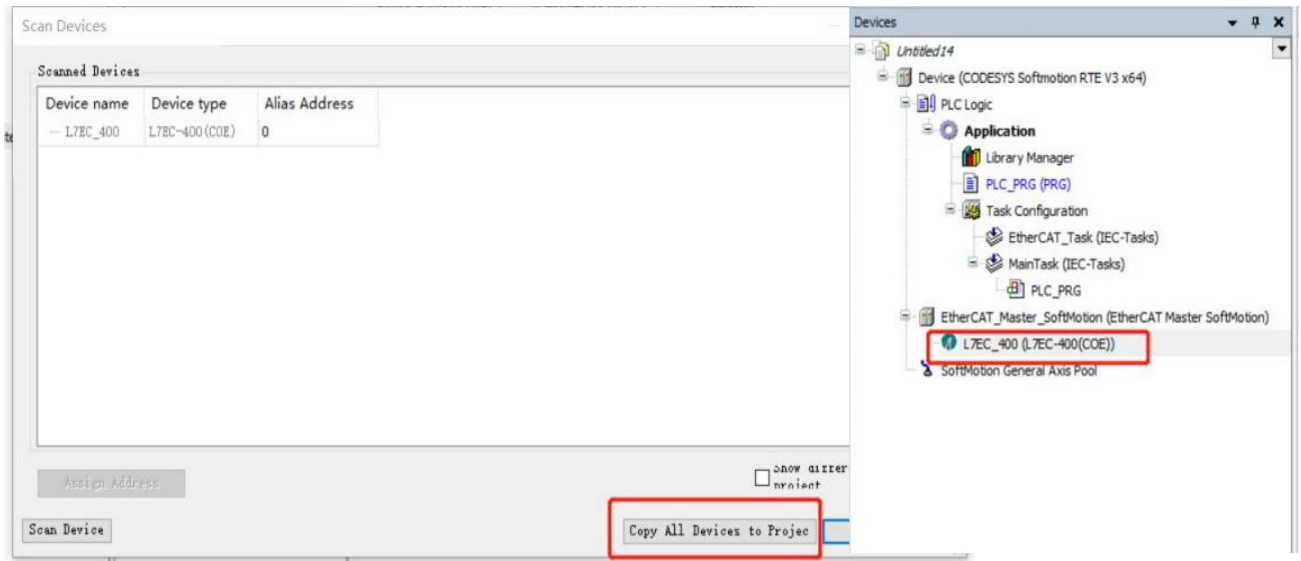 Scan Devices
Scanned Devices
Device name Device type Alias Address
L7EC_400 L7EC-400(COE) 0
Assign Address
Show differ
project
Scan Device
Copy All Devices to Projec
Devices
Untitled14
Device (CODESYS Softmotion RTE V3 x64)
PLC Logic
Application
Library Manager
PLC_PRG (PRG)
Task Configuration
EtherCAT_Task (IEC-Tasks)
MainTask (IEC-Tasks)
PLC_PRG
EtherCAT_Master_SoftMotion (EtherCAT Master SoftMotion)
L7EC_400 (L7EC-400(COE))
SoftMotion General Axis Pool